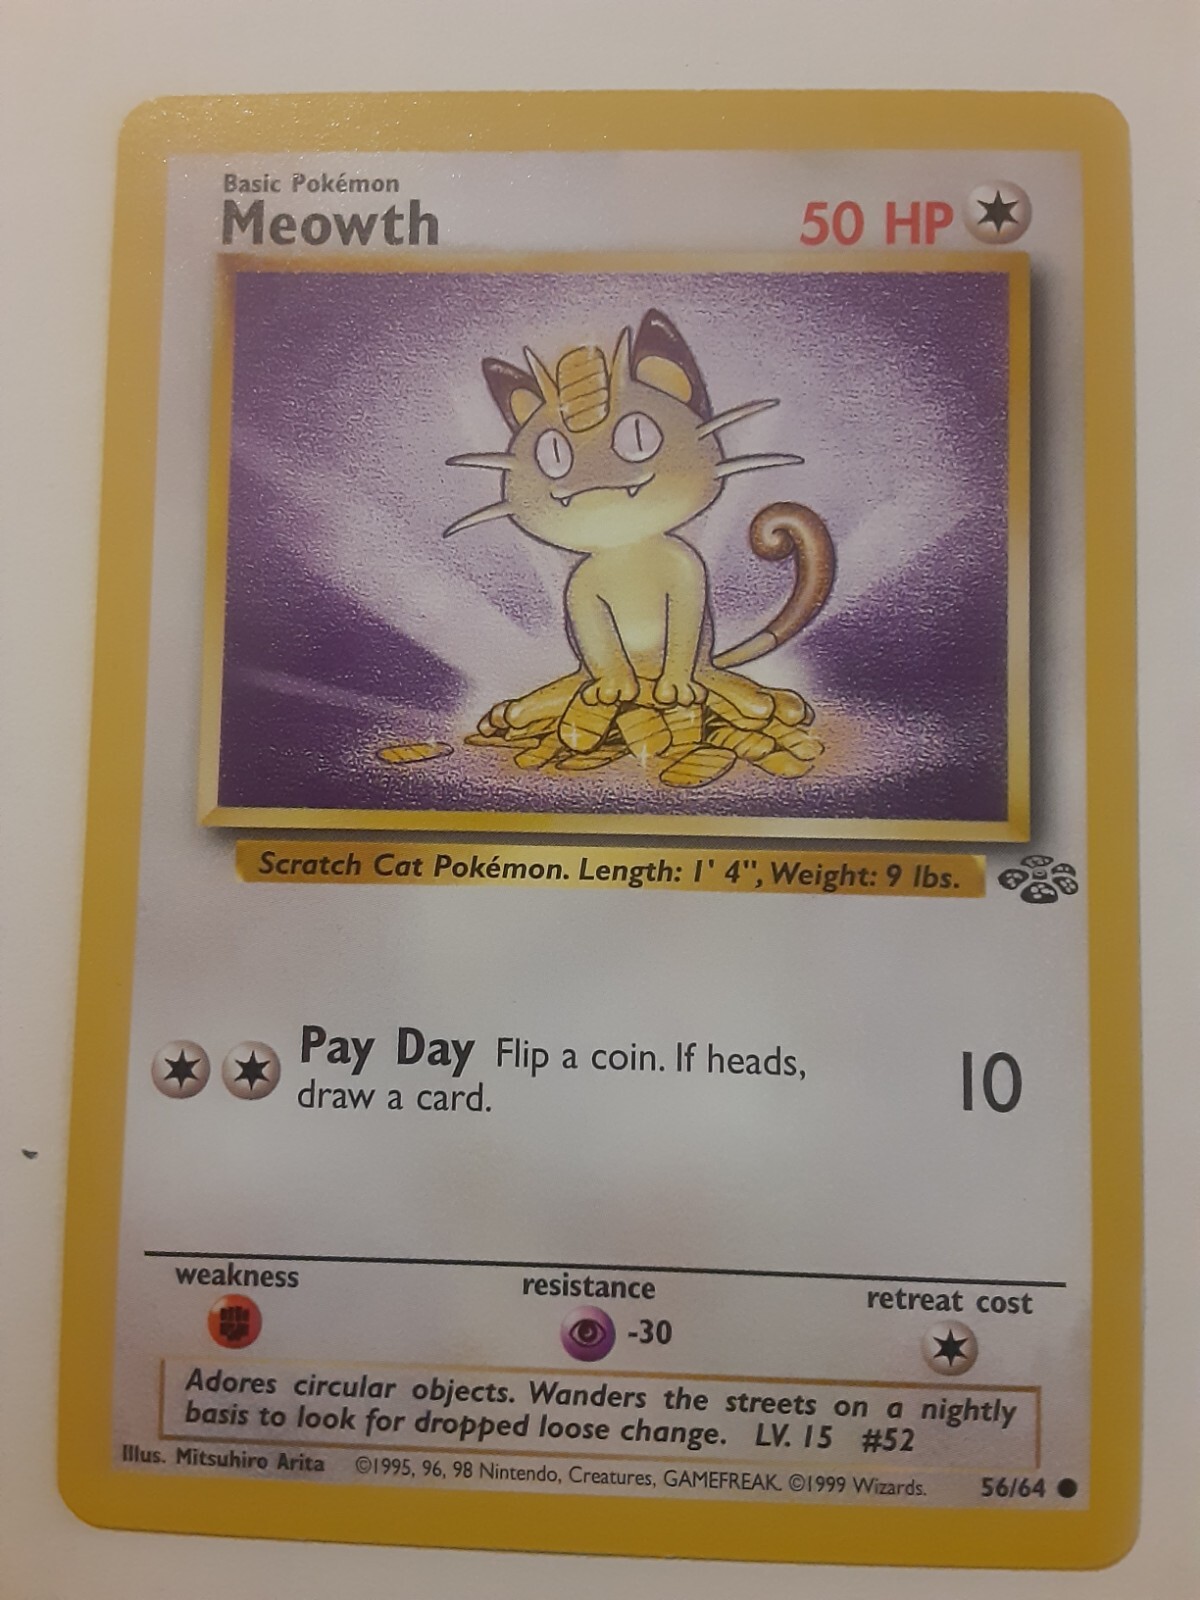 Basic Pokémon
Meowth
50 HP
Scratch Cat Pokémon. Length: 1' 4", Weight: 9 lbs.
Pay Day Flip a coin. If heads,
draw a card.
10
weakness
resistance
retreat cost
-30
Adores circular objects. Wanders the streets on a nightly
basis to look for dropped loose change. LV. 15 #52
Illus. Mitsuhiro Arita ©1995, 96, 98 Nintendo, Creatures, GAMEFREAK. ©1999 Wizards. 56/64